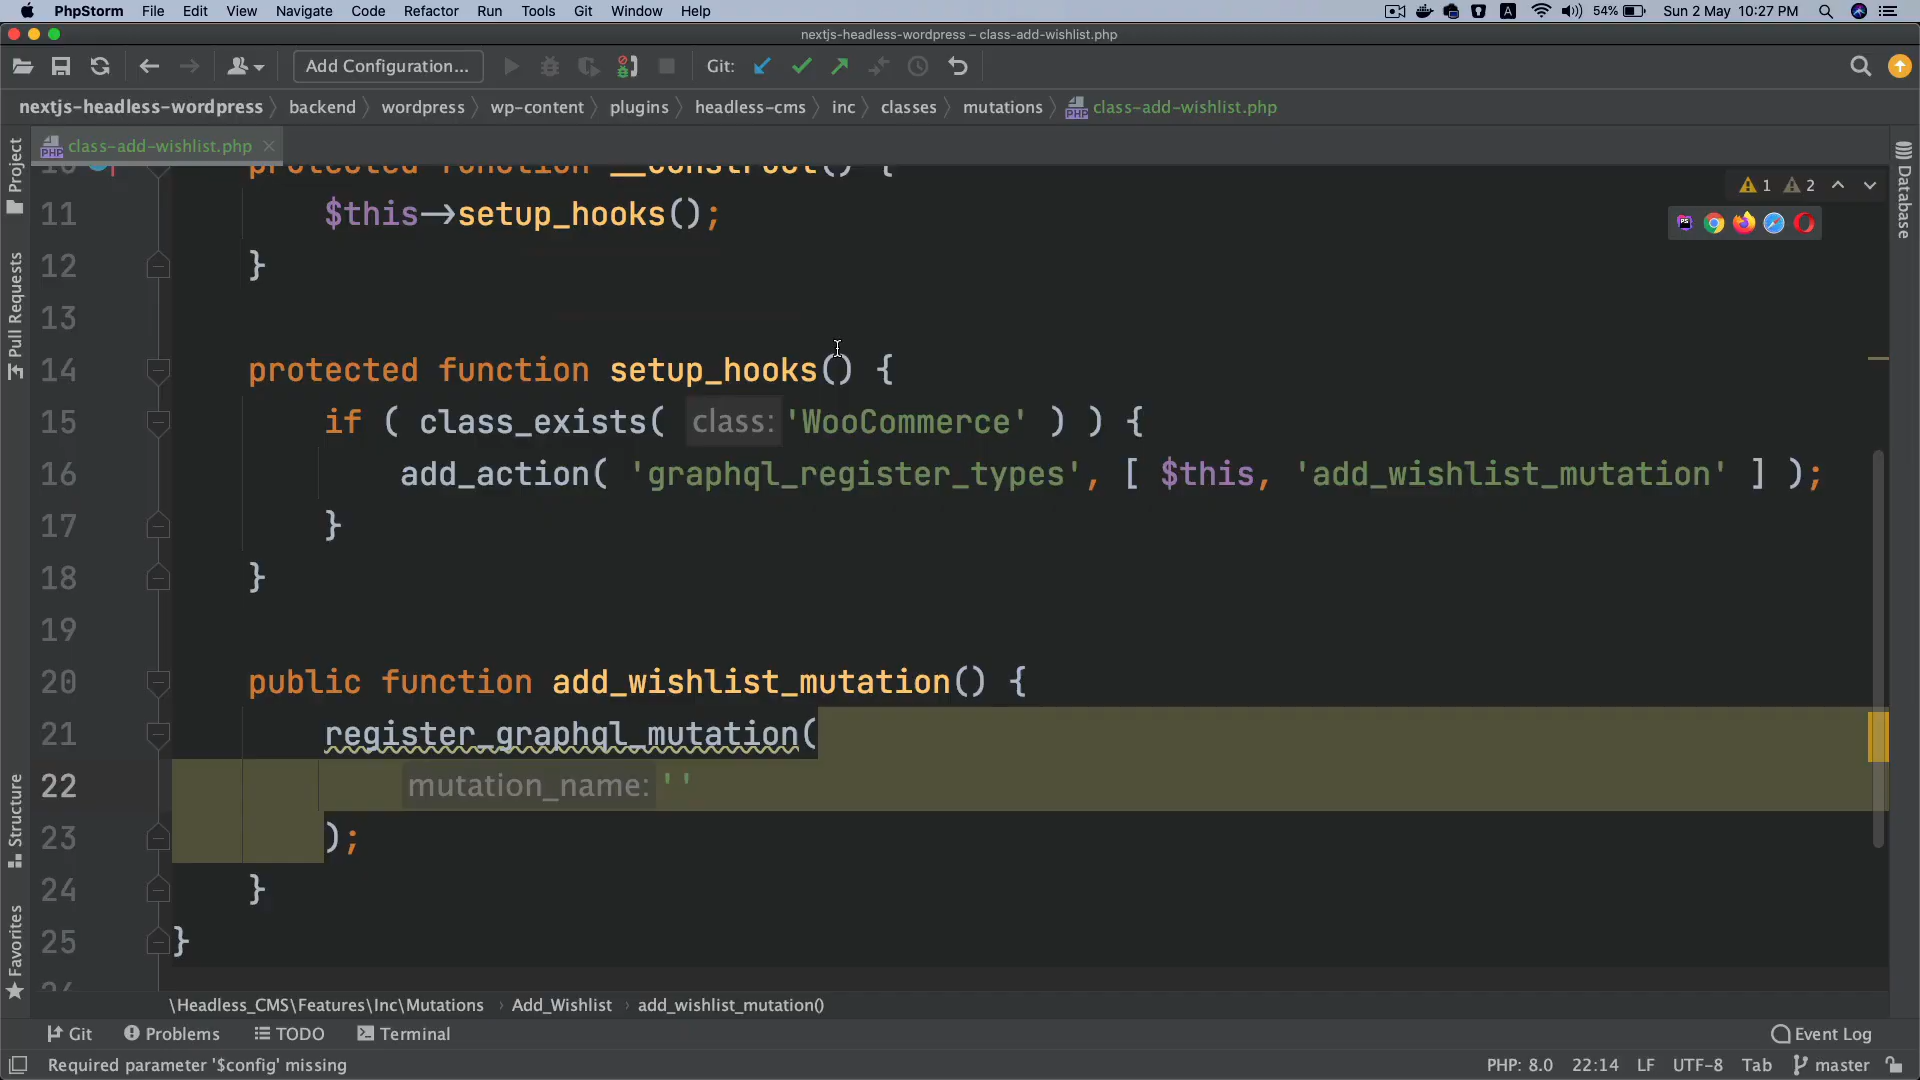 PhpStorm File Edit View Navigate Code Refactor Run Tools Git Window Help A 54% Sun 2 May 10:27 PM
nextjs-headless-wordpress – class-add-wishlist.php
Add Configuration... Git:
nextjs-headless-wordpress backend wordpress wp-content plugins headless-cms inc classes mutations class-add-wishlist.php
class-add-wishlist.php
Project
Pull Requests
Structure
Favorites
Database
1 2
10 protected function __construct() {
11 $this->setup_hooks();
12 }
13
14 protected function setup_hooks() {
15 if ( class_exists( class: 'WooCommerce' ) ) {
16 add_action( 'graphql_register_types', [ $this, 'add_wishlist_mutation' ] );
17 }
18 }
19
20 public function add_wishlist_mutation() {
21 register_graphql_mutation(
22 mutation_name: ''
23 );
24 }
25 }
26
\Headless_CMS\Features\Inc\Mutations Add_Wishlist add_wishlist_mutation()
Git Problems TODO Terminal Event Log
Required parameter '$config' missing PHP: 8.0 22:14 LF UTF-8 Tab master